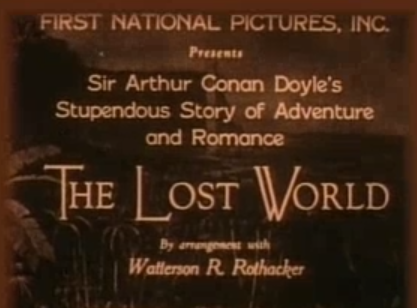 FIRST NATIONAL PICTURES, INC.
Presents
Sir Arthur Conan Doyle's
Stupendous Story of Adventure
and Romance
THE LOST WORLD
By arrangement with
Watterson R. Rothacker